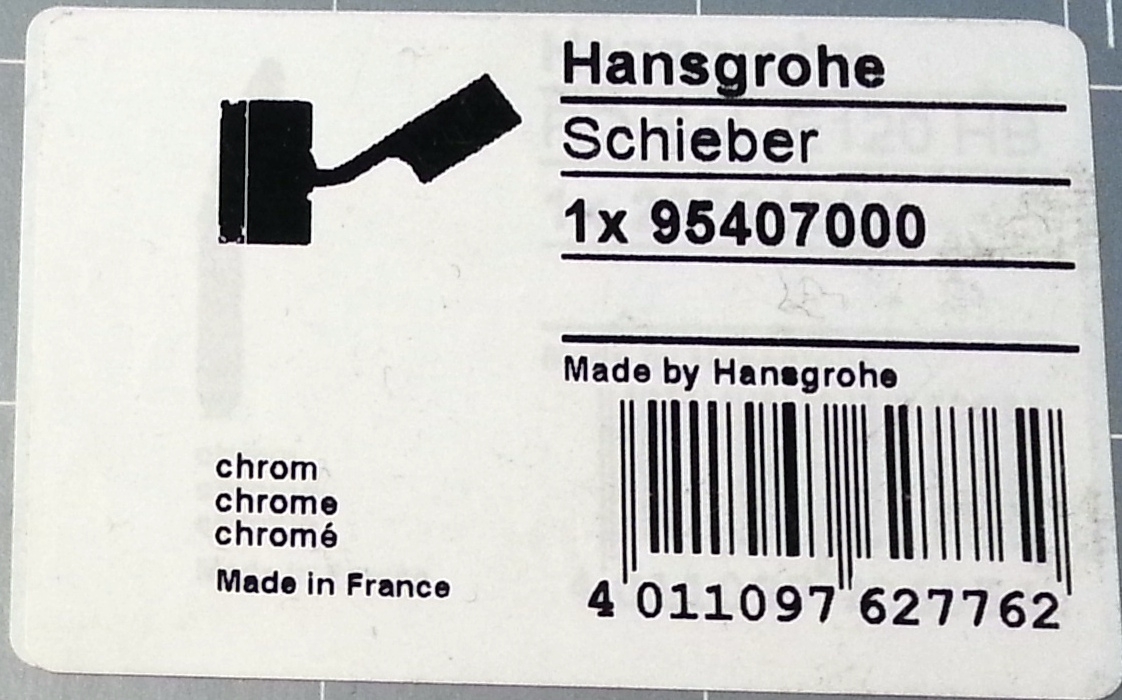 Hansgrohe
Schieber
1x 95407000
Made by Hansgrohe
4 011097 627762
chrom
chrome
chromé
Made in France